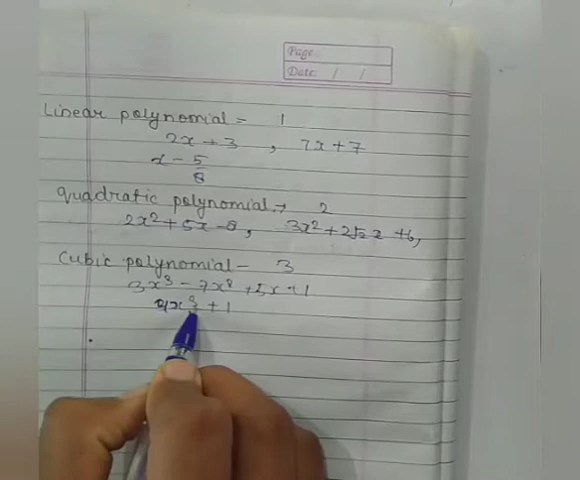 Page:
Date: / /
Linear polynomial = 1
2x + 3 , 7x + 7
x - 5/8
quadratic polynomial → 2
2x² + 5x - 8, 3x² + 2√2x + 6,
Cubic polynomial - 3
3x³ - 7x² + 5x + 1
4x³ + 1